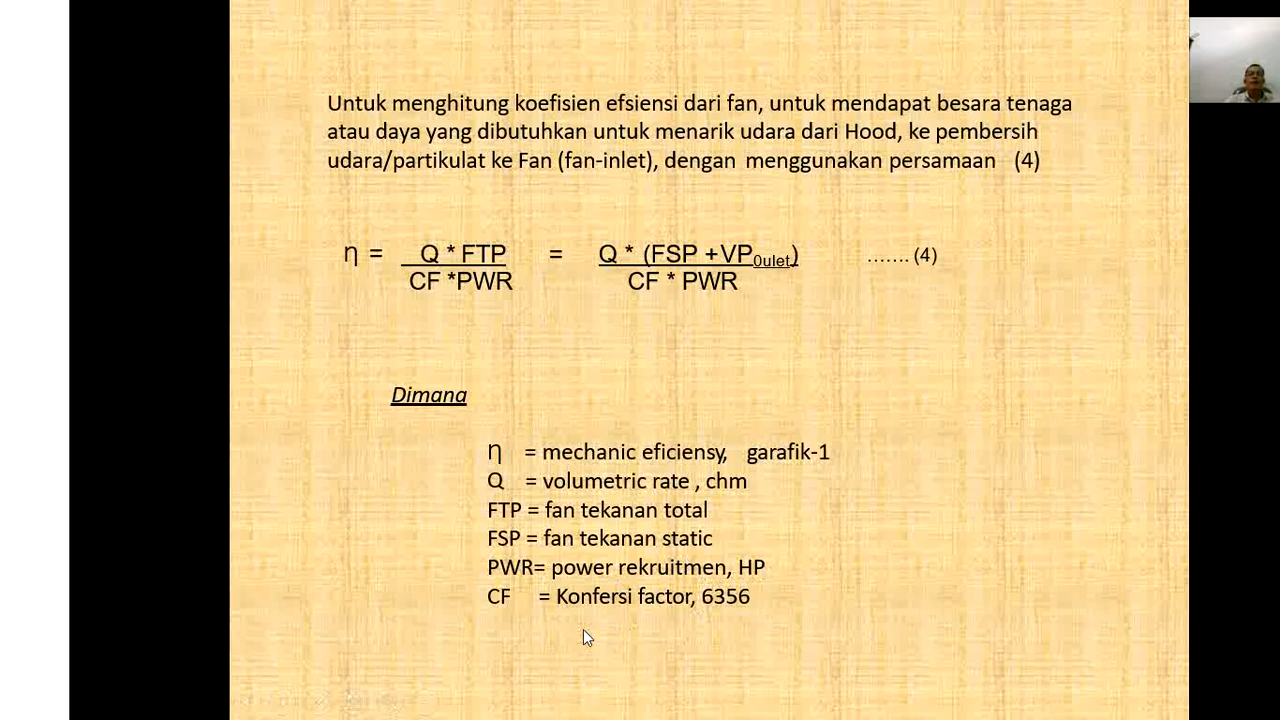 Untuk menghitung koefisien efsiensi dari fan, untuk mendapat besara tenaga
atau daya yang dibutuhkan untuk menarik udara dari Hood, ke pembersih
udara/partikulat ke Fan (fan-inlet), dengan menggunakan persamaan (4)
η = Q * FTP = Q * (FSP +VP0ulet) ……. (4)
CF *PWR CF * PWR
Dimana
η = mechanic eficiensy, garafik-1
Q = volumetric rate , chm
FTP = fan tekanan total
FSP = fan tekanan static
PWR= power rekruitmen, HP
CF = Konfersi factor, 6356